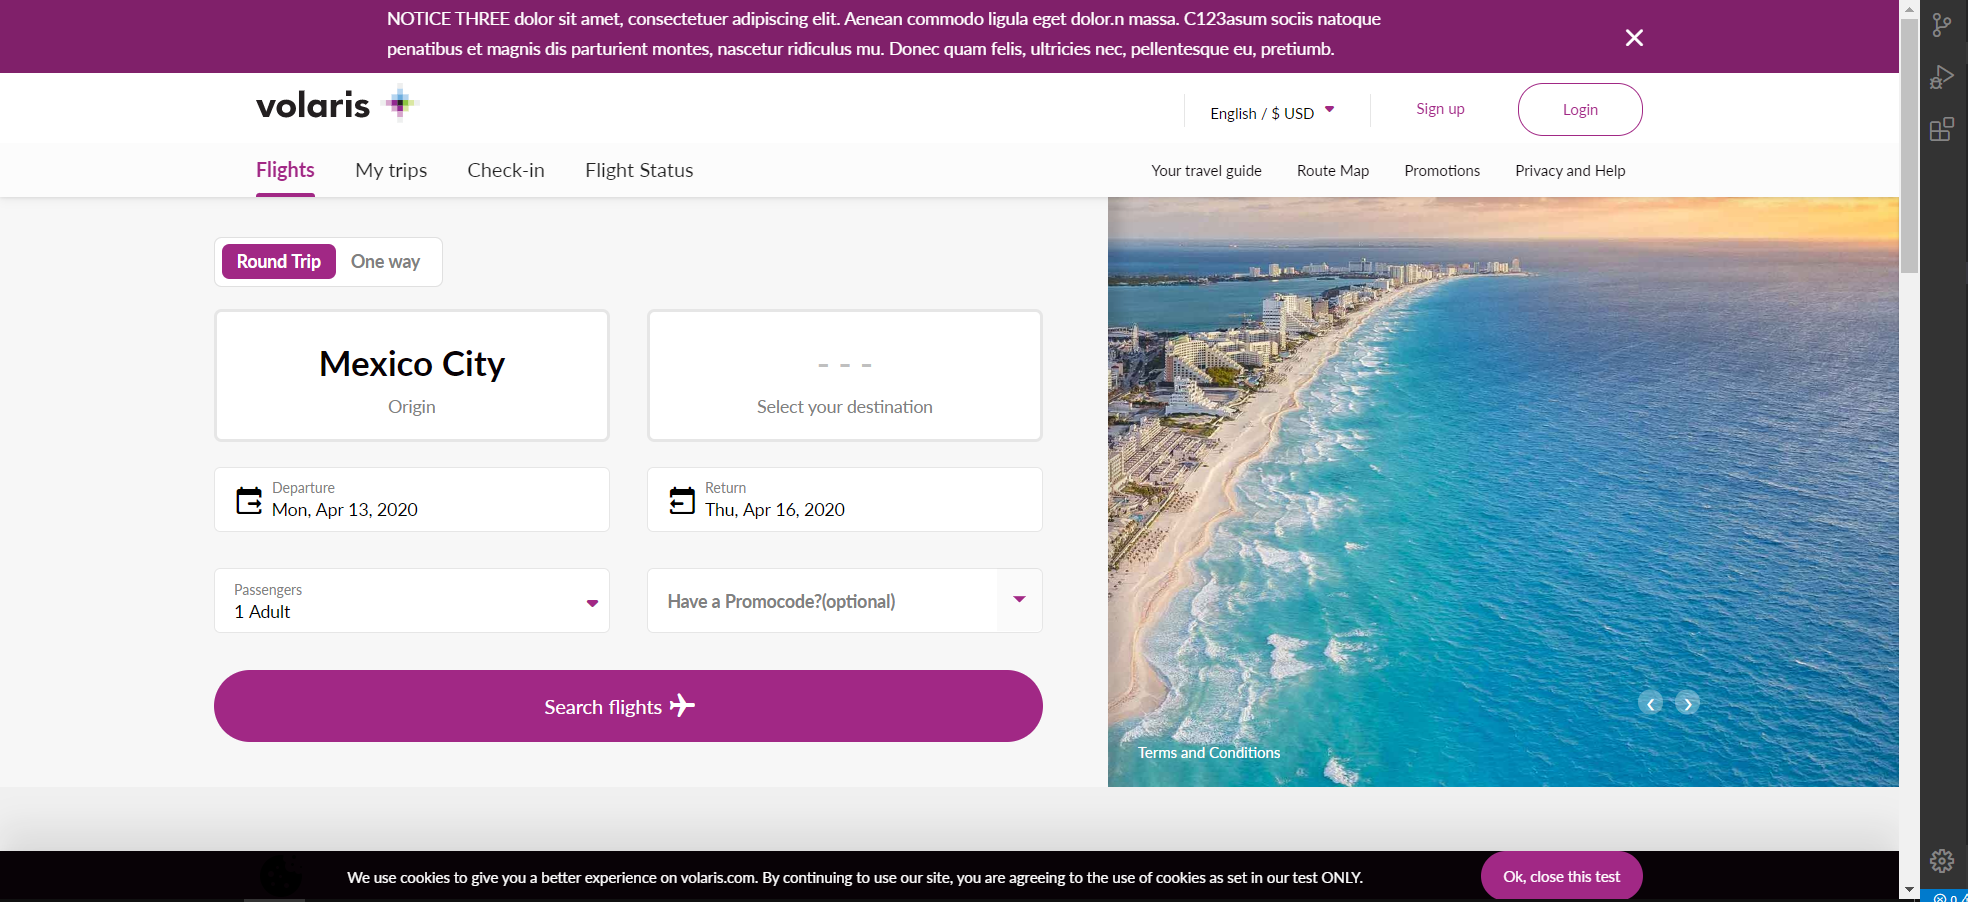 NOTICE THREE dolor sit amet, consectetuer adipiscing elit. Aenean commodo ligula eget dolor.n massa. C123asum sociis natoque
penatibus et magnis dis parturient montes, nascetur ridiculus mu. Donec quam felis, ultricies nec, pellentesque eu, pretiumb.
volaris
English / $ USD
Sign up
Login
Flights
My trips
Check-in
Flight Status
Your travel guide
Route Map
Promotions
Privacy and Help
Round Trip
One way
Mexico City
Origin
- - -
Select your destination
Departure
Mon, Apr 13, 2020
Return
Thu, Apr 16, 2020
Passengers
1 Adult
Have a Promocode?(optional)
Search flights
Terms and Conditions
We use cookies to give you a better experience on volaris.com. By continuing to use our site, you are agreeing to the use of cookies as set in our test ONLY.
Ok, close this test